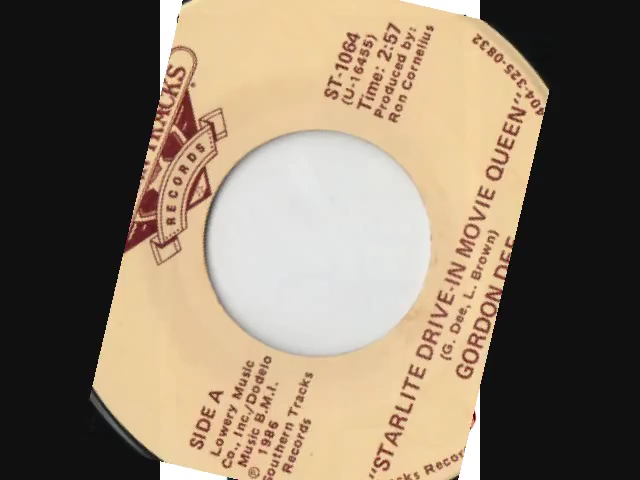 TRACKS
RECORDS
ST-1064
(U-16455)
Time: 2:57
Produced by:
Ron Cornelius
SIDE A
Lowery Music
Co., Inc./Dodelo
Music B.M.I.
℗ 1986
Southern Tracks
Records
"STARLITE DRIVE-IN MOVIE QUEEN"
(G. Dee, L. Brown)
GORDON DEE
404-325-0832